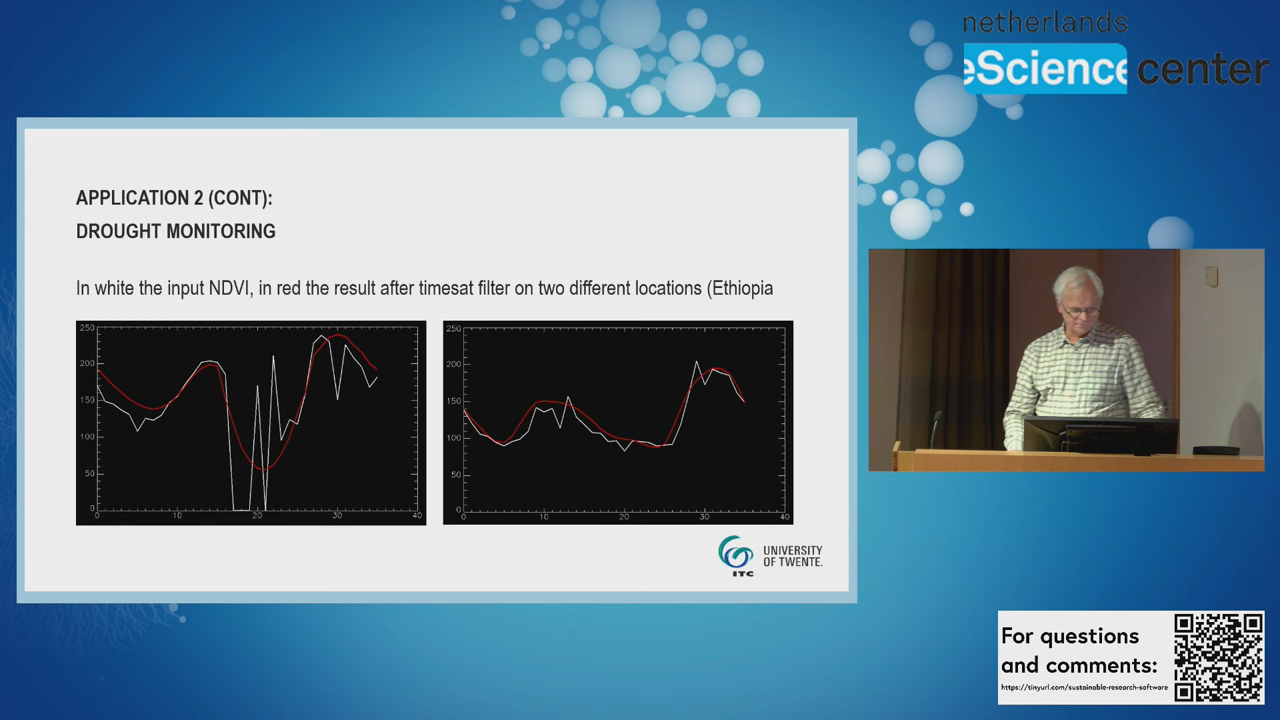 netherlands
eScience center
APPLICATION 2 (CONT):
DROUGHT MONITORING
In white the input NDVI, in red the result after timesat filter on two different locations (Ethiopia
250
200
150
100
50
0
0 10 20 30 40
250
200
150
100
50
0
0 10 20 30 40
ITC
UNIVERSITY
OF TWENTE.
For questions
and comments:
https://tinyurl.com/sustainable-research-software